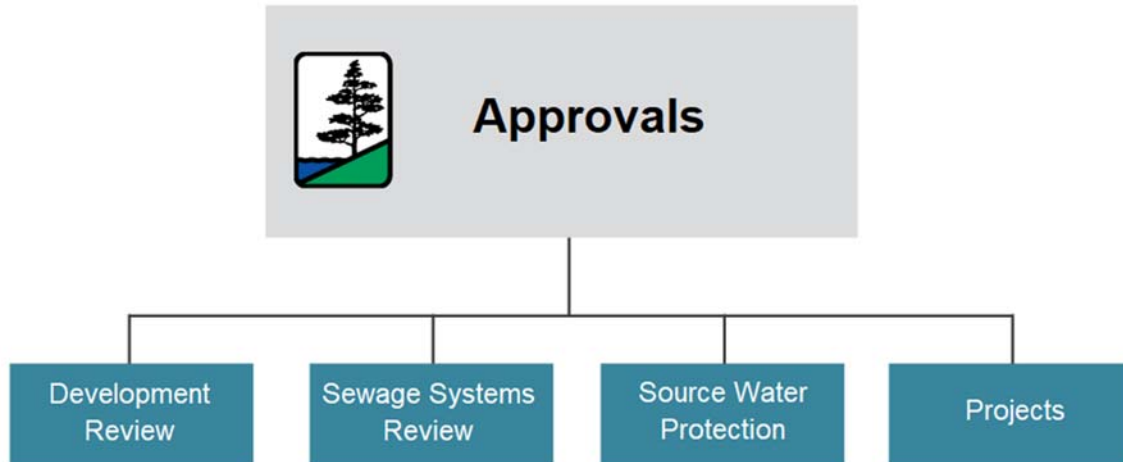 Approvals
Development
Review
Sewage Systems
Review
Source Water
Protection
Projects